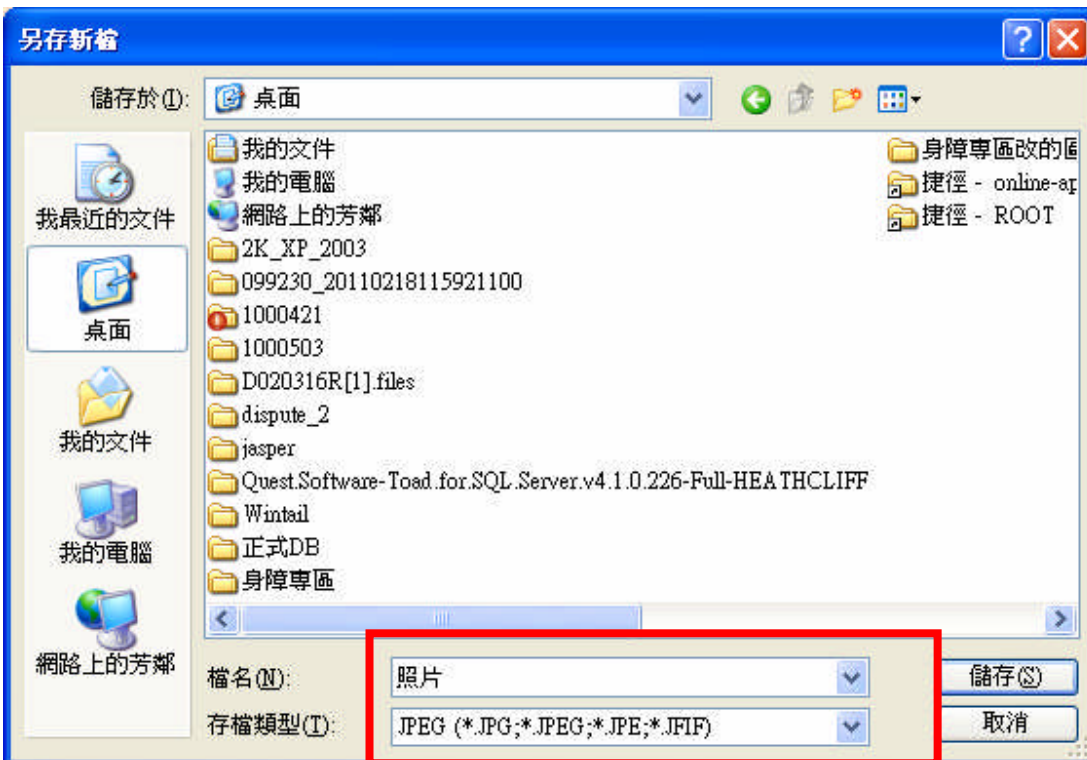 另存新檔
儲存於(I):
桌面
我最近的文件
桌面
我的文件
我的電腦
網路上的芳鄰
我的文件
我的電腦
網路上的芳鄰
2K_XP_2003
099230_20110218115921100
1000421
1000503
D020316R[1].files
dispute_2
jasper
Quest.Software-Toad.for.SQL.Server.v4.1.0.226-Full-HEATHCLIFF
Wintail
正式DB
身障專區
身障專區改的
捷徑 - online-ap
捷徑 - ROOT
檔名(N):
照片
儲存(S)
存檔類型(T):
JPEG (*.JPG;*.JPEG;*.JPE;*.JFIF)
取消